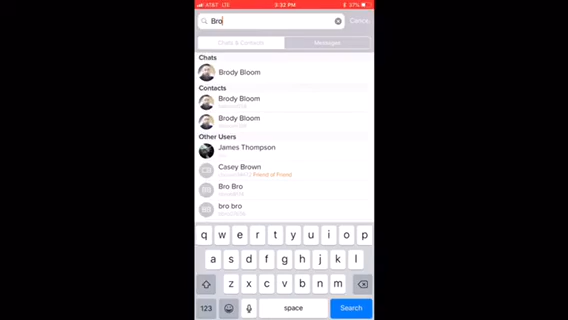 AT&T LTE 9:32 PM 37%
Bro Cancel
Chats & Contacts Messages
Chats
Brody Bloom
Contacts
Brody Bloom
Brody Bloom
Other Users
James Thompson
Casey Brown
Friend of Friend
Bro Bro
bro bro
q w e r t y u i o p
a s d f g h j k l
z x c v b n m
123 space Search